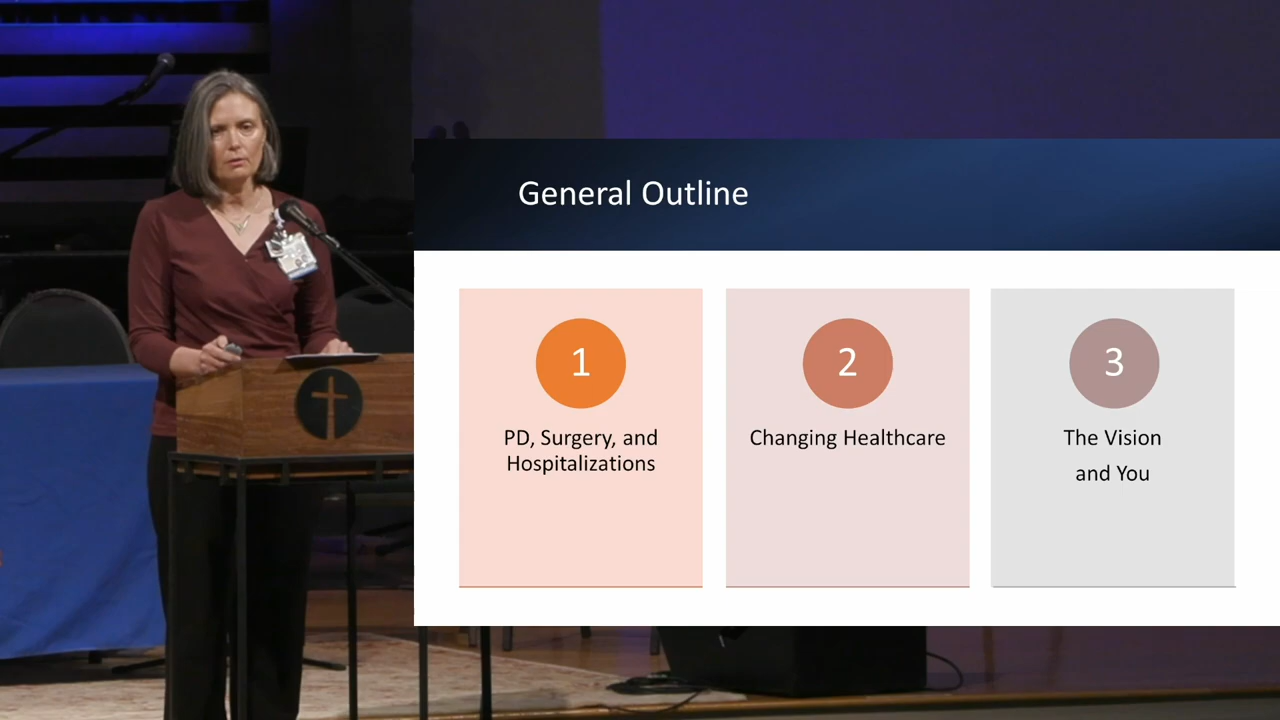 General Outline
1
PD, Surgery, and
Hospitalizations
2
Changing Healthcare
3
The Vision
and You